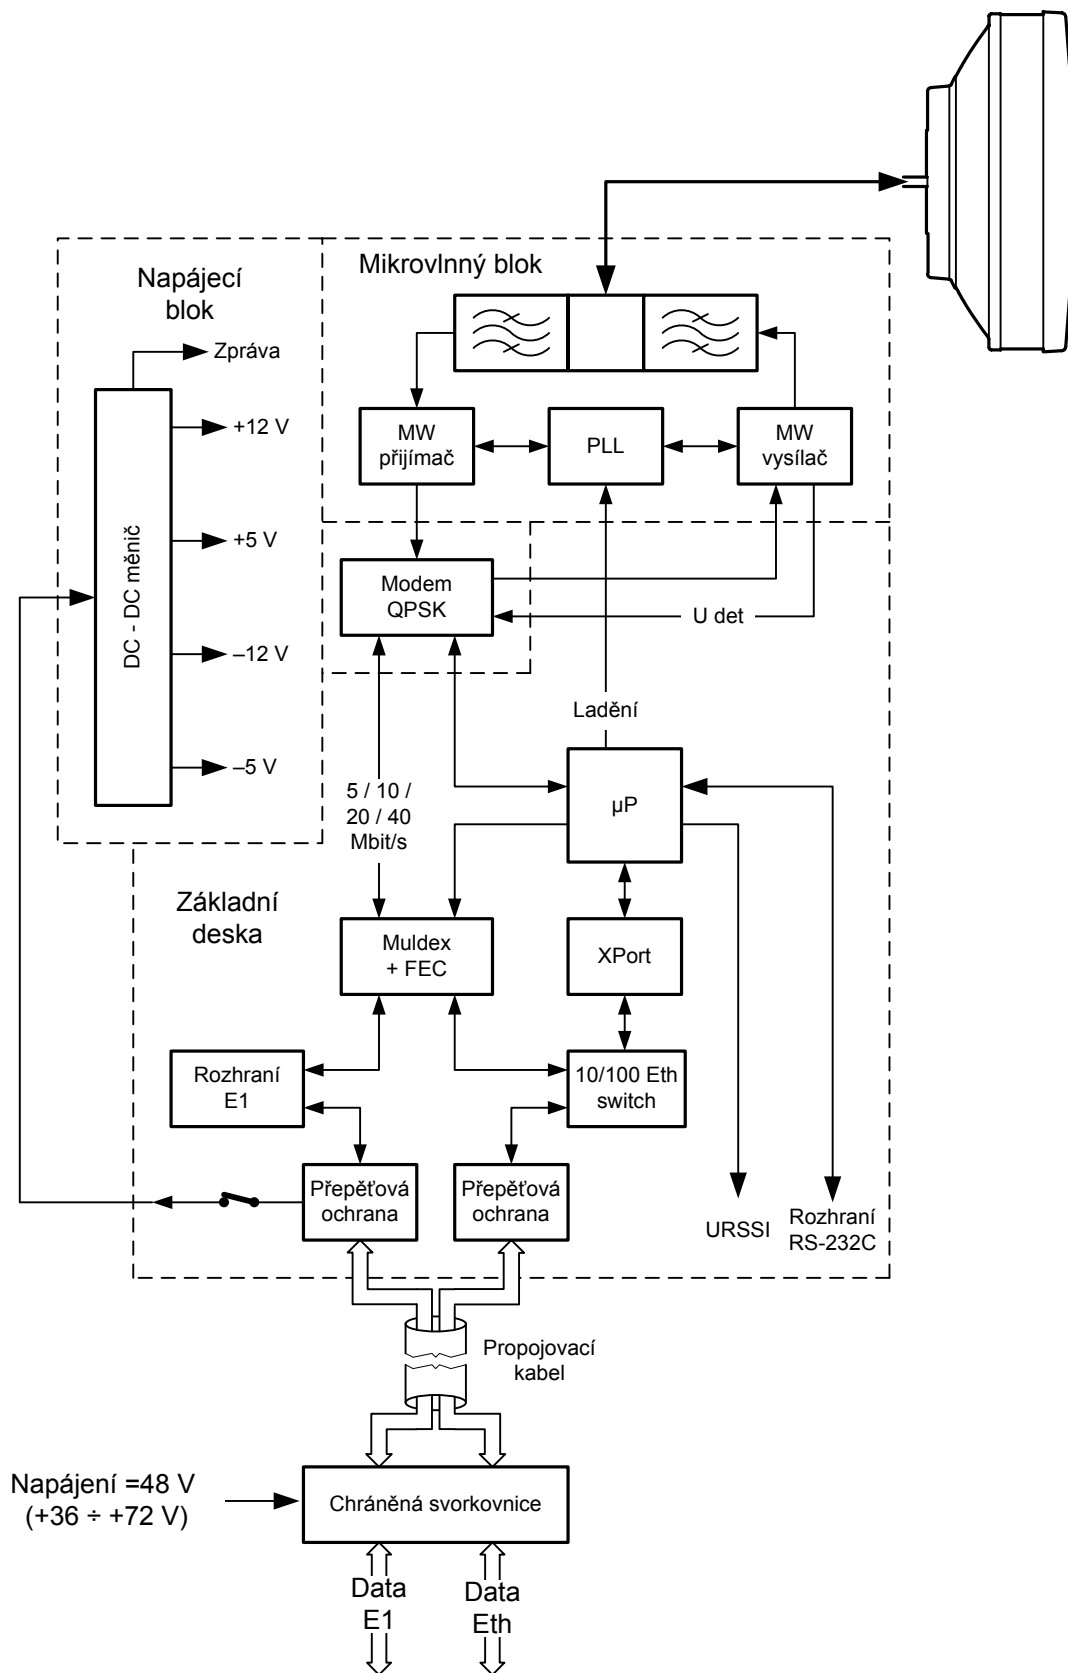 Napájecí
blok
Mikrovlnný blok
Zpráva
+12 V
+5 V
–12 V
–5 V
DC - DC měnič
MW
přijímač
PLL
MW
vysílač
Modem
QPSK
U det
Ladění
5 / 10 /
20 / 40
Mbit/s
µP
Základní
deska
Muldex
+ FEC
XPort
Rozhraní
E1
10/100 Eth
switch
Přepěťová
ochrana
Přepěťová
ochrana
URSSI
Rozhraní
RS-232C
Propojovací
kabel
Napájení =48 V
(+36 ÷ +72 V)
Chráněná svorkovnice
Data
E1
Data
Eth